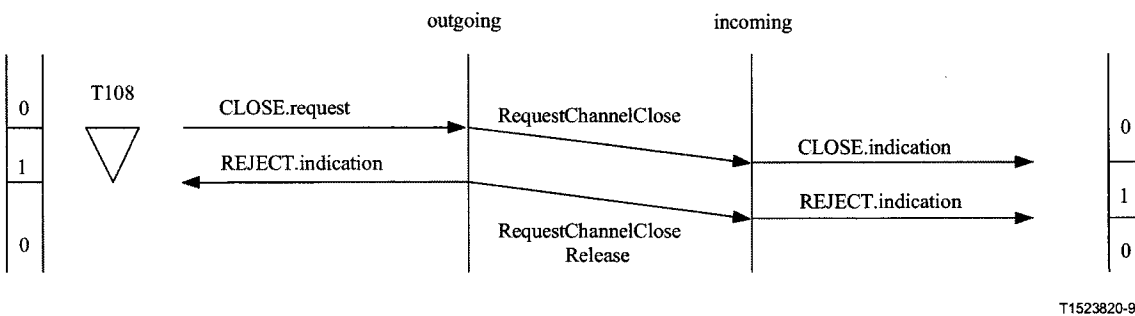 outgoing
incoming
T108
0
CLOSE.request
RequestChannelClose
0
1
REJECT.indication
CLOSE.indication
REJECT.indication
1
0
RequestChannelClose
Release
0
T1523820-9